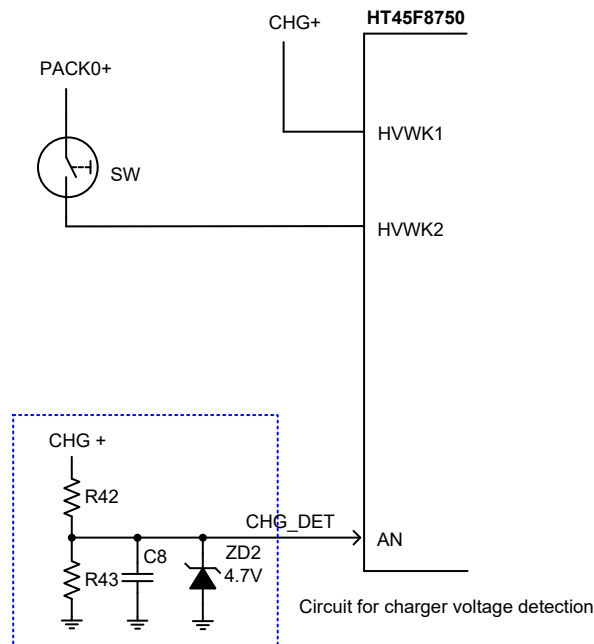 HT45F8750
CHG+
PACK0+
HVWK1
SW
HVWK2
CHG +
R42
CHG_DET
AN
C8
ZD2
R43
4.7V
Circuit for charger voltage detection